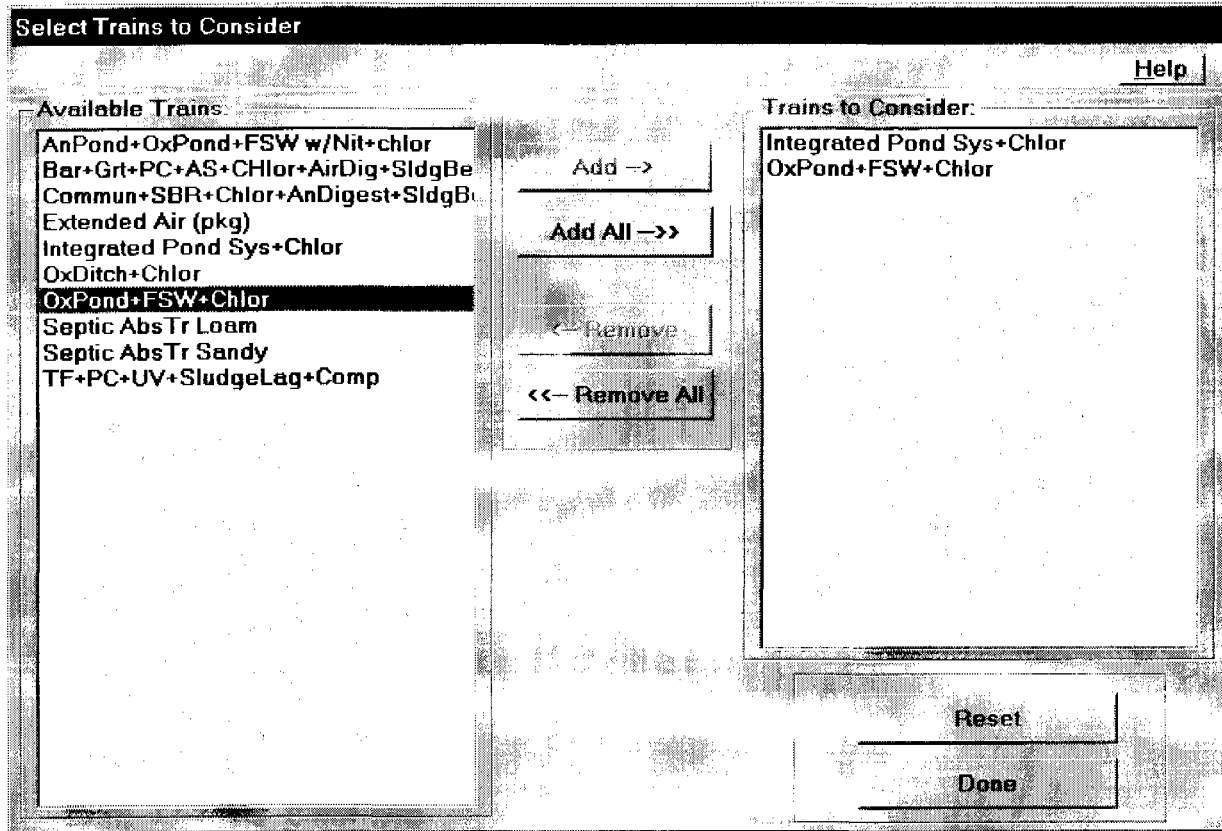 Select Trains to Consider
Help
Available Trains:
AnPond+OxPond+FSW w/Nit+chlor
Bar+Grt+PC+AS+CHlor+AirDig+SldgBe
Commun+SBR+Chlor+AnDigest+SldgB
Extended Air (pkg)
Integrated Pond Sys+Chlor
OxDitch+Chlor
OxPond+FSW+Chlor
Septic AbsTr Loam
Septic AbsTr Sandy
TF+PC+UV+SludgeLag+Comp
Add -->
Add All -->>
<-- Remove
<<-- Remove All
Trains to Consider:
Integrated Pond Sys+Chlor
OxPond+FSW+Chlor
Reset
Done